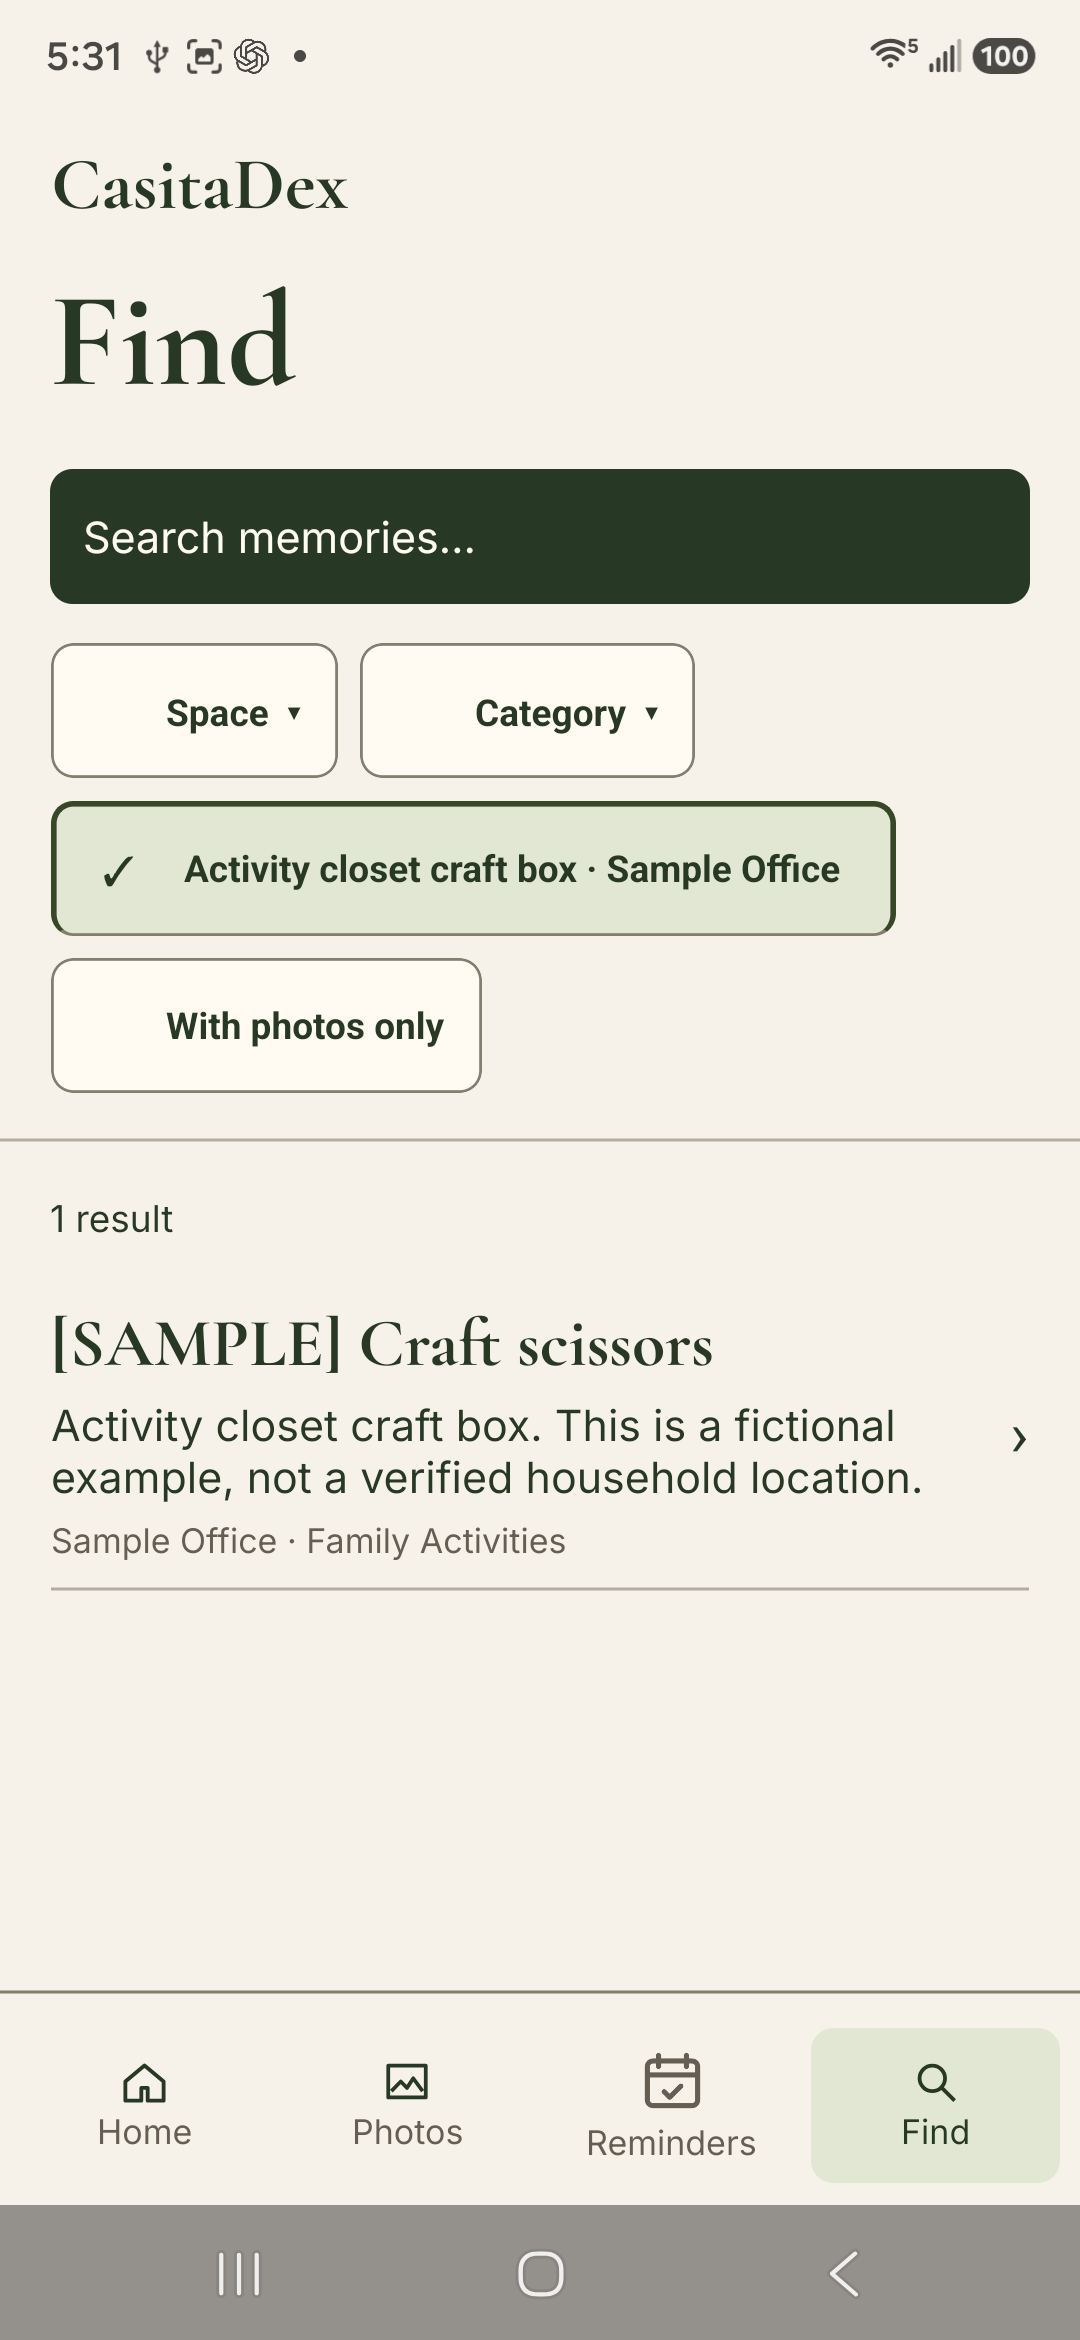 5:31
5
100
CasitaDex
Find
Search memories...
Space ▼
Category ▼
✓ Activity closet craft box · Sample Office
With photos only
1 result
[SAMPLE] Craft scissors
Activity closet craft box. This is a fictional
example, not a verified household location.
Sample Office · Family Activities
Home
Photos
Reminders
Find